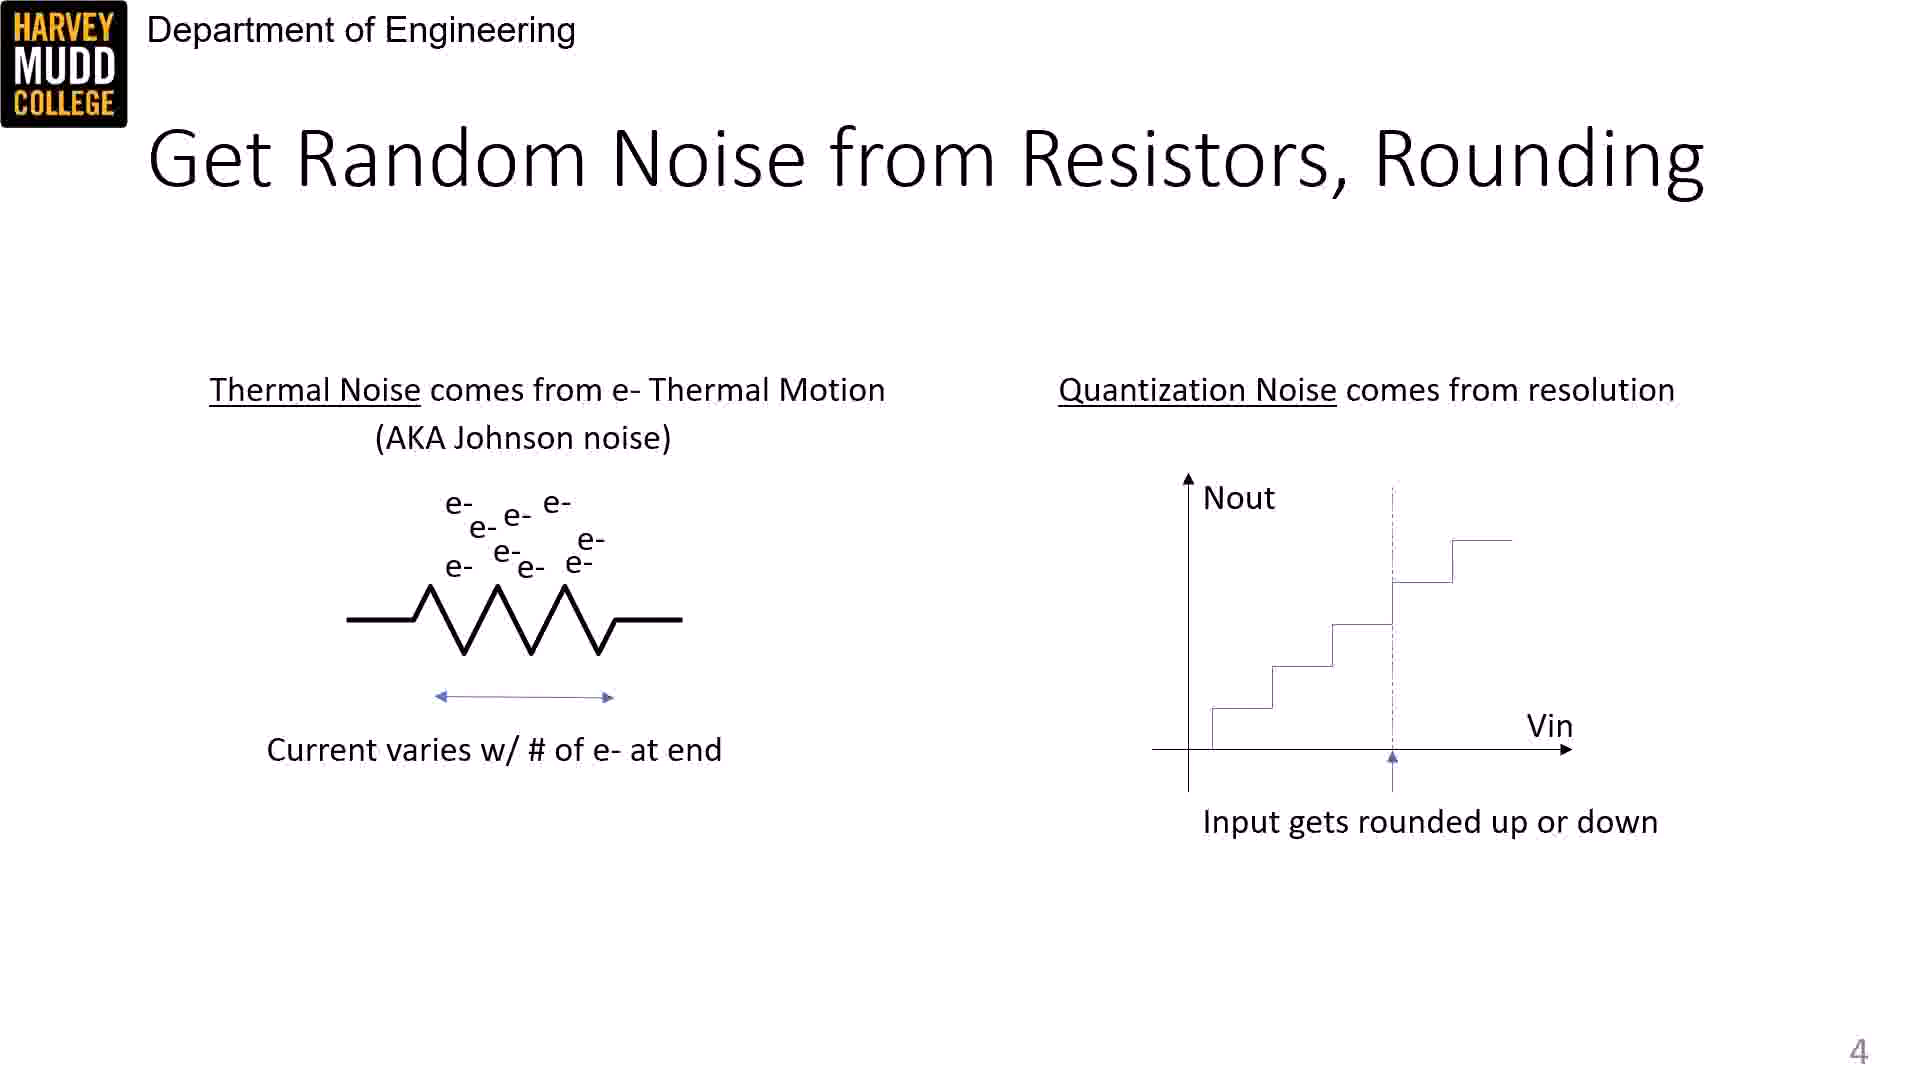 HARVEY
MUDD
COLLEGE
Department of Engineering
Get Random Noise from Resistors, Rounding
Thermal Noise comes from e- Thermal Motion
(AKA Johnson noise)
e-
e-
e-
e-
e-
e-
e-
e-
e-
Current varies w/ # of e- at end
Quantization Noise comes from resolution
Nout
Vin
Input gets rounded up or down
4